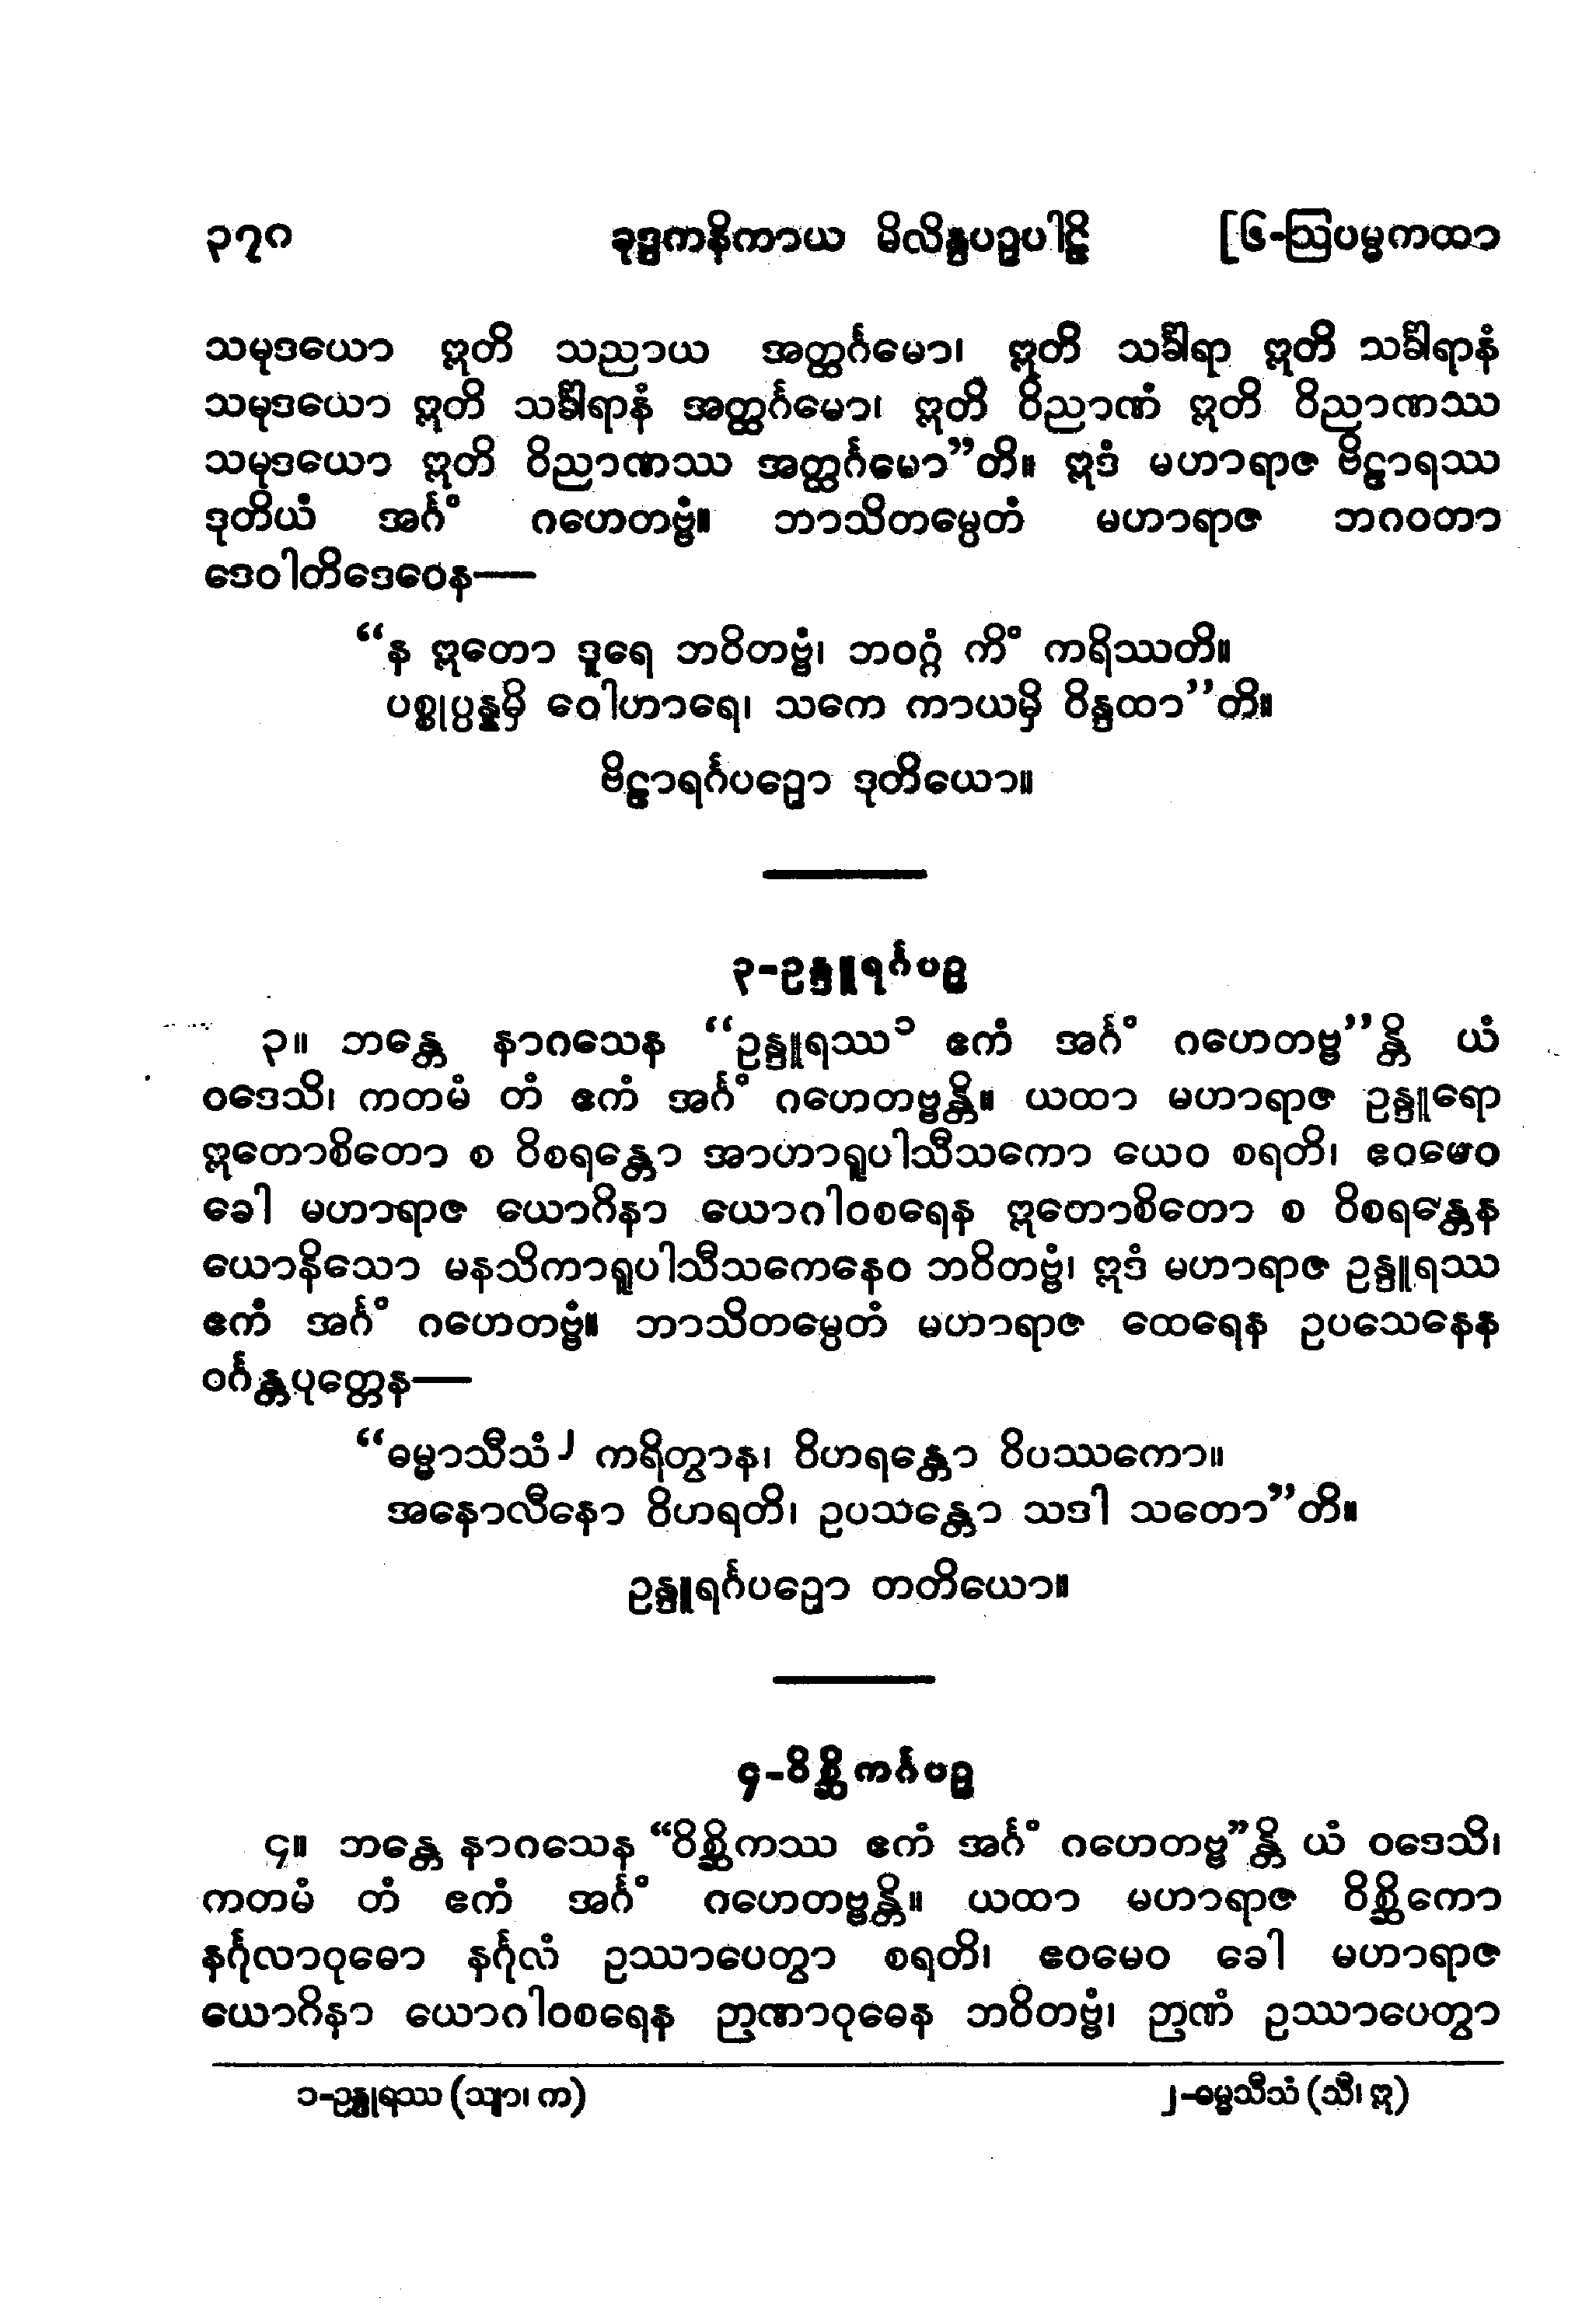 ၃၇၀ ခုဒ္ဒကနိကာယ မိလိန္ဒပဉှပါဠိ [၆-ဩပမ္မကထာ
သမုဒယော ဣတိ သညာယ အတ္ထင်္ဂမော၊ ဣတိ သင်္ခါရာ ဣတိ သင်္ခါရာနံ
သမုဒယော ဣတိ သင်္ခါရာနံ အတ္ထင်္ဂမော၊ ဣတိ ဝိညာဏံ ဣတိ ဝိညာဏဿ
သမုဒယော ဣတိ ဝိညာဏဿ အတ္ထင်္ဂမော”တိ။ ဣဒံ မဟာရာဇ ဗိဠာရဿ
ဒုတိယံ အင်္ဂံ ဂဟေတဗ္ဗံ။ ဘာသိတမ္ပေတံ မဟာရာဇ ဘဂဝတာ
ဒေဝါတိဒေဝေန—
“န ဣတော ဒူရေ ဘဝိတဗ္ဗံ၊ ဘဝဂ္ဂံ ကိံ ကရိဿတိ။
ပစ္စုပ္ပန္နမှိ ဝေါဟာရေ၊ သကေ ကာယမှိ ဝိန္ဒထာ”တိ။
ဗိဠာရင်္ဂပဉှော ဒုတိယော။
၃-ဥန္ဒူရင်္ဂပဉှ
၃။ ဘန္တေ နာဂသေန “ဥန္ဒူရဿ၁ ဧကံ အင်္ဂံ ဂဟေတဗ္ဗ”န္တိ ယံ
ဝဒေသိ၊ ကတမံ တံ ဧကံ အင်္ဂံ ဂဟေတဗ္ဗန္တိ။ ယထာ မဟာရာဇ ဥန္ဒူရော
ဣတောစိတော စ ဝိစရန္တော အာဟာရူပါသီသကော ယေဝ စရတိ၊ ဧဝမေဝ
ခေါ မဟာရာဇ ယောဂိနာ ယောဂါဝစရေန ဣတောစိတော စ ဝိစရန္တေန
ယောနိသော မနသိကာရူပါသီသကေနေဝ ဘဝိတဗ္ဗံ၊ ဣဒံ မဟာရာဇ ဥန္ဒူရဿ
ဧကံ အင်္ဂံ ဂဟေတဗ္ဗံ။ ဘာသိတမ္ပေတံ မဟာရာဇ ထေရေန ဥပသေနေန
ဝင်္ဂန္တပုတ္တေန—
“ဓမ္မာသီသံ၂ ကရိတွာန၊ ဝိဟရန္တော ဝိပဿကော။
အနောလီနော ဝိဟရတိ၊ ဥပသန္တော သဒါ သတော”တိ။
ဥန္ဒူရင်္ဂပဉှော တတိယော။
၄-ဝိစ္ဆိကင်္ဂပဉှ
၄။ ဘန္တေ နာဂသေန “ဝိစ္ဆိကဿ ဧကံ အင်္ဂံ ဂဟေတဗ္ဗ”န္တိ ယံ ဝဒေသိ၊
ကတမံ တံ ဧကံ အင်္ဂံ ဂဟေတဗ္ဗန္တိ။ ယထာ မဟာရာဇ ဝိစ္ဆိကော
နင်္ဂုလာဝုဓော နင်္ဂုလံ ဥဿာပေတွာ စရတိ၊ ဧဝမေဝ ခေါ မဟာရာဇ
ယောဂိနာ ယောဂါဝစရေန ဉာဏာဝုဓေန ဘဝိတဗ္ဗံ၊ ဉာဏံ ဥဿာပေတွာ
၁-ဥန္ဒုရဿ (သျာ၊ က) ၂-ဓမ္မသီသံ (သီ၊ ဣ)